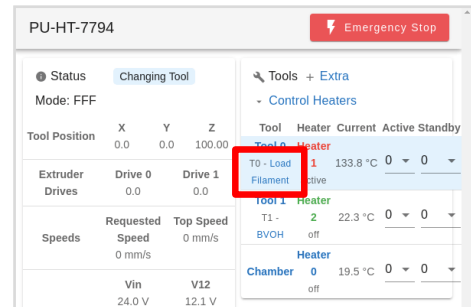 PU-HT-7794
Emergency Stop
Status Changing Tool
Mode: FFF
Tool Position X Y Z
0.0 0.0 100.00
Extruder Drives Drive 0 Drive 1
0.0 0.0
Speeds Requested Speed Top Speed
0 mm/s 0 mm/s
Vin V12
24.0 V 12.1 V
Tools + Extra
Control Heaters
Tool Heater Current Active Standby
Tool 0 Heater 1 133.8 °C 0 0
T0 - Load Filament
Tool 1 Heater 2 22.3 °C 0 0
T1 - BVOH off
Chamber Heater 0 19.5 °C 0 0
off